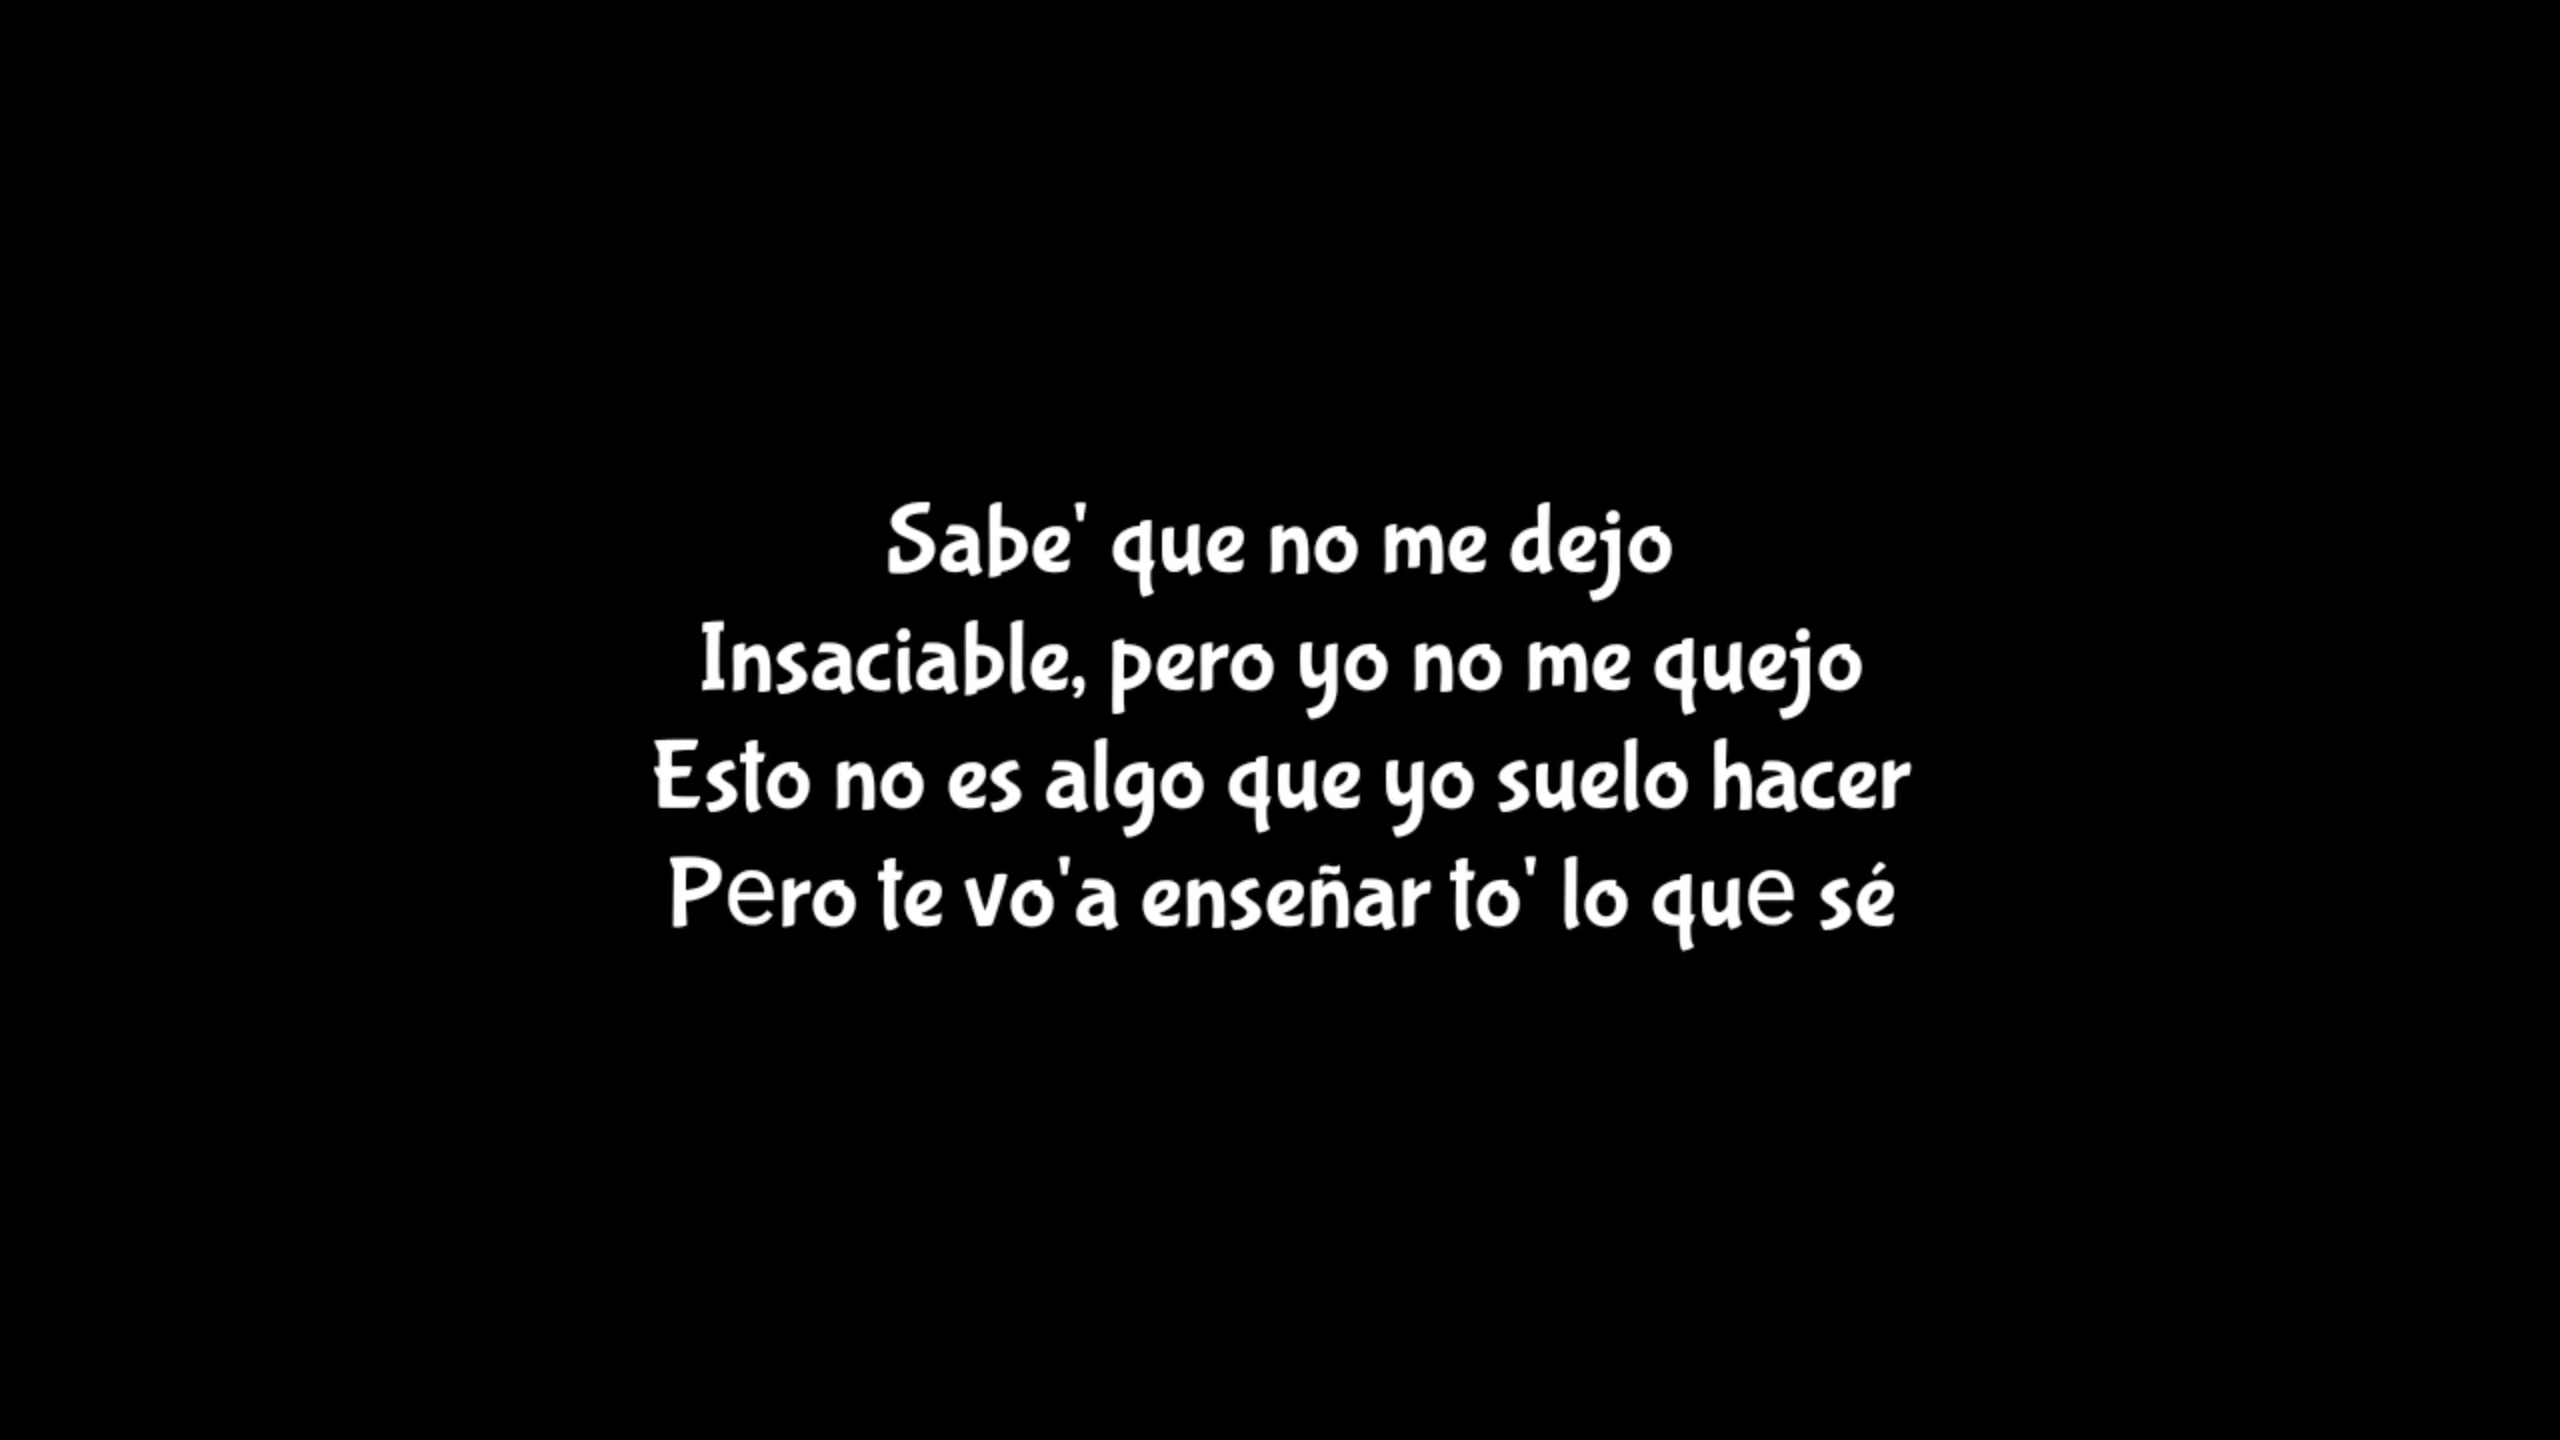 Sabe' que no me dejo
Insaciable, pero yo no me quejo
Esto no es algo que yo suelo hacer
Pero te vo'a enseñar to' lo que sé